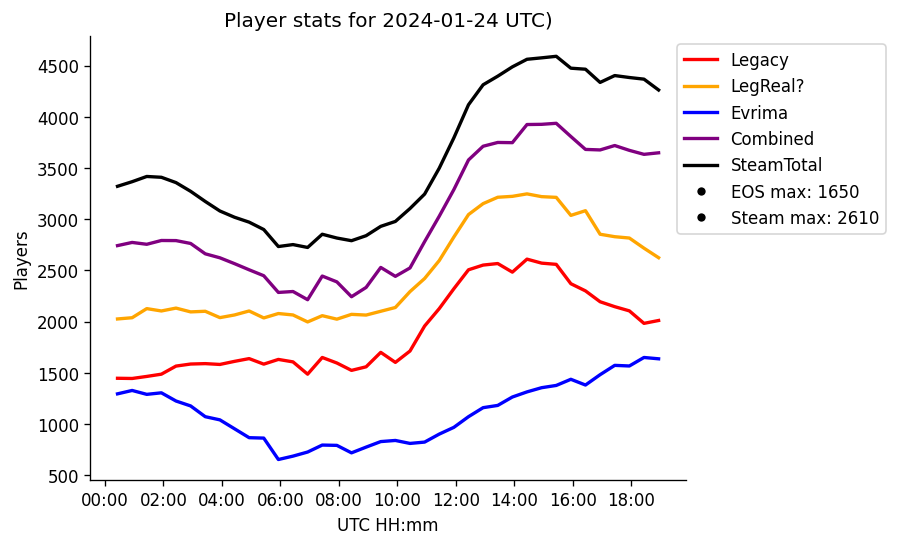 Player stats for 2024-01-24 UTC)
Legacy
LegReal?
Evrima
Combined
SteamTotal
EOS max: 1650
Steam max: 2610
Players
4500
4000
3500
3000
2500
2000
1500
1000
500
00:00 02:00 04:00 06:00 08:00 10:00 12:00 14:00 16:00 18:00
UTC HH:mm